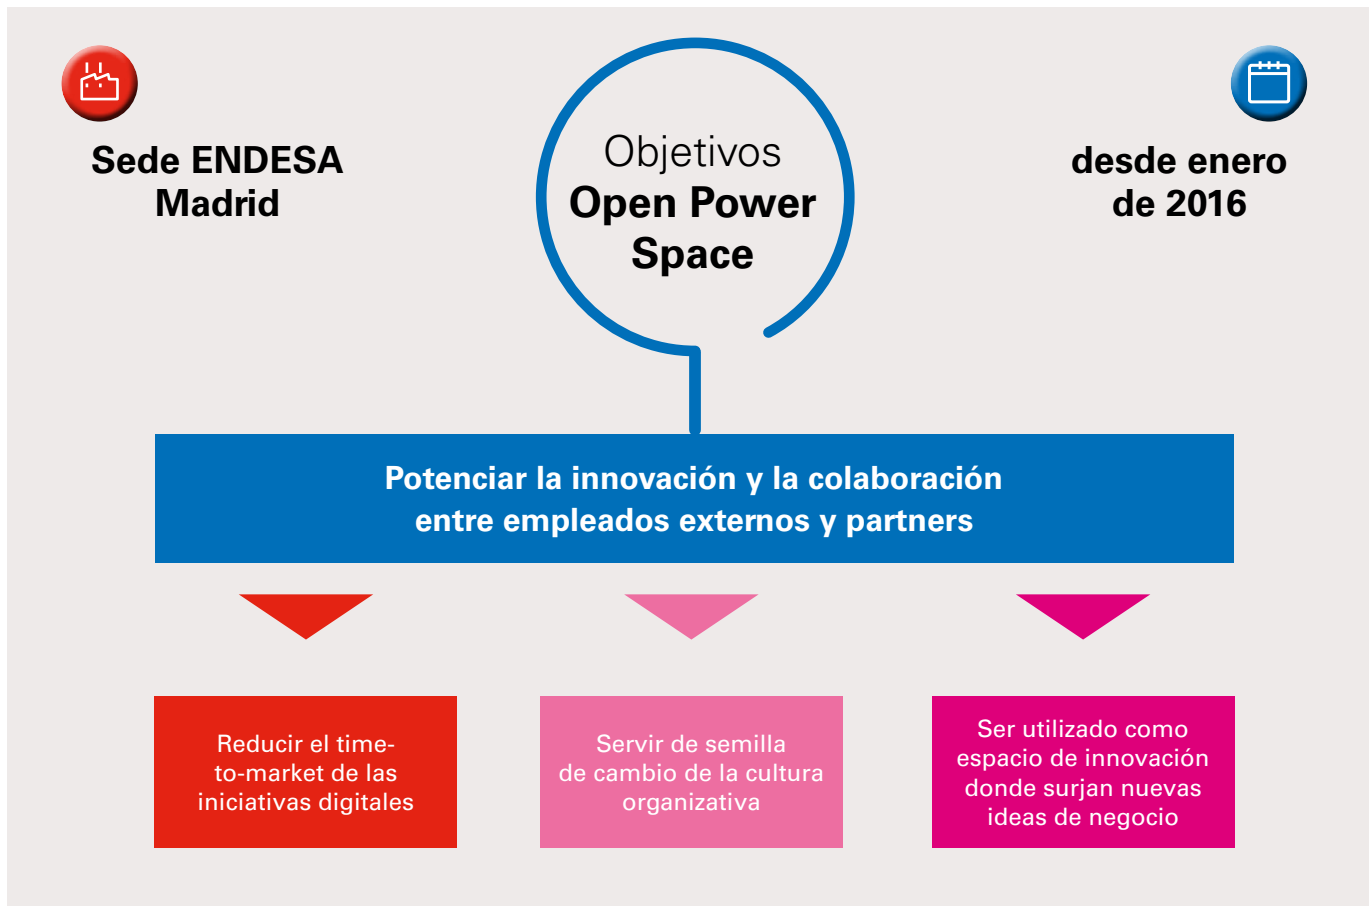 Sede ENDESA
Madrid
Objetivos
Open Power
Space
desde enero
de 2016
Potenciar la innovación y la colaboración
entre empleados externos y partners
Reducir el time-
to-market de las
iniciativas digitales
Servir de semilla
de cambio de la cultura
organizativa
Ser utilizado como
espacio de innovación
donde surjan nuevas
ideas de negocio